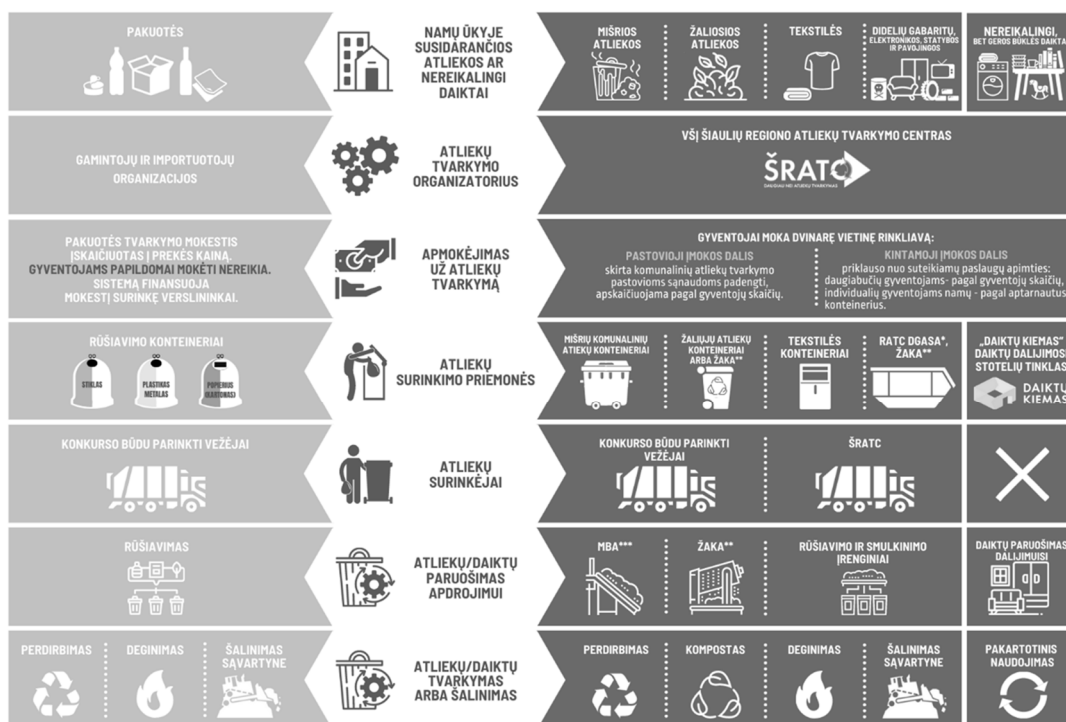 PAKUOTĖS
NAMŲ ŪKYJE
SUSIDARANČIOS
ATLIEKOS AR
NEREIKALINGI
DAIKTAI
MIŠRIOS
ATLIEKOS
ŽALIOSIOS
ATLIEKOS
TEKSTILĖS
DIDELIŲ GABARITŲ,
ELEKTRONIKOS, STATYBOS
IR PAVOJINGOS
NEREIKALINGI,
BET GEROS BŪKLĖS DAIKTAI
GAMINTOJŲ IR IMPORTUOTOJŲ
ORGANIZACIJOS
ATLIEKŲ
TVARKYMO
ORGANIZATORIUS
VŠĮ ŠIAULIŲ REGIONO ATLIEKŲ TVARKYMO CENTRAS
ŠRATC
DAUGIAU NEI ATLIEKŲ TVARKYMAS
PAKUOTĖS TVARKYMO MOKESTIS
ĮSKAIČIUOTAS Į PREKĖS KAINĄ.
GYVENTOJAMS PAPILDOMAI MOKĖTI NEREIKIA.
SISTEMĄ FINANSUOJA
MOKESTĮ SURINKĘ VERSLININKAI.
APMOKĖJIMAS
UŽ ATLIEKŲ
TVARKYMĄ
GYVENTOJAI MOKA DVINARĘ VIETINĘ RINKLIAVĄ:
PASTOVIOJI ĮMOKOS DALIS
skirta komunalinių atliekų tvarkymo
pastovioms sąnaudoms padengti,
apskaičiuojama pagal gyventojų skaičių.
KINTAMOJI ĮMOKOS DALIS
priklauso nuo suteikiamų paslaugų apimties:
daugiabučių gyventojams- pagal gyventojų skaičių,
individualių gyventojams namų - pagal aptarnautus
konteinerius.
RŪŠIAVIMO KONTEINERIAI
STIKLAS
PLASTIKAS
METALAS
POPIERIUS
(KARTONAS)
ATLIEKŲ
SURINKIMO PRIEMONĖS
MIŠRIŲ KOMUNALINIŲ
ATIEKŲ KONTEINERIAI
ŽALIŲJŲ ATLIEKŲ
KONTEINERIAI
ARBA ŽAKA**
TEKSTILĖS
KONTEINERIAI
RATC DGASA*,
ŽAKA**
„DAIKTŲ KIEMAS"
DAIKTŲ DALIJIMOSI
STOTELIŲ TINKLAS
DAIKTŲ
KIEMAS
KONKURSO BŪDU PARINKTI VEŽĖJAI
ATLIEKŲ
SURINKĖJAI
KONKURSO BŪDU PARINKTI
VEŽĖJAI
ŠRATC
RŪŠIAVIMAS
ATLIEKŲ/DAIKTŲ
PARUOŠIMAS
APDROJIMUI
MBA***
ŽAKA**
RŪŠIAVIMO IR SMULKINIMO
ĮRENGINIAI
DAIKTŲ PARUOŠIMAS
DALIJIMUISI
PERDIRBIMAS
DEGINIMAS
ŠALINIMAS
SĄVARTYNE
ATLIEKŲ/DAIKTŲ
TVARKYMAS
ARBA ŠALINIMAS
PERDIRBIMAS
KOMPOSTAS
DEGINIMAS
ŠALINIMAS
SĄVARTYNE
PAKARTOTINIS
NAUDOJIMAS